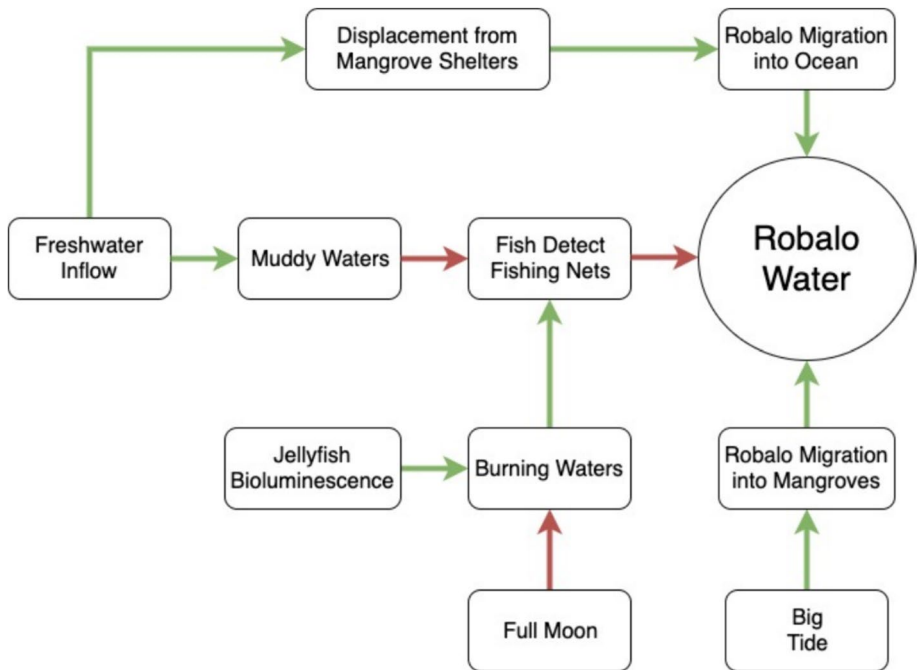 Displacement from
Mangrove Shelters
Robalo Migration
into Ocean
Freshwater
Inflow
Muddy Waters
Fish Detect
Fishing Nets
Robalo
Water
Jellyfish
Bioluminescence
Burning Waters
Robalo Migration
into Mangroves
Full Moon
Big
Tide